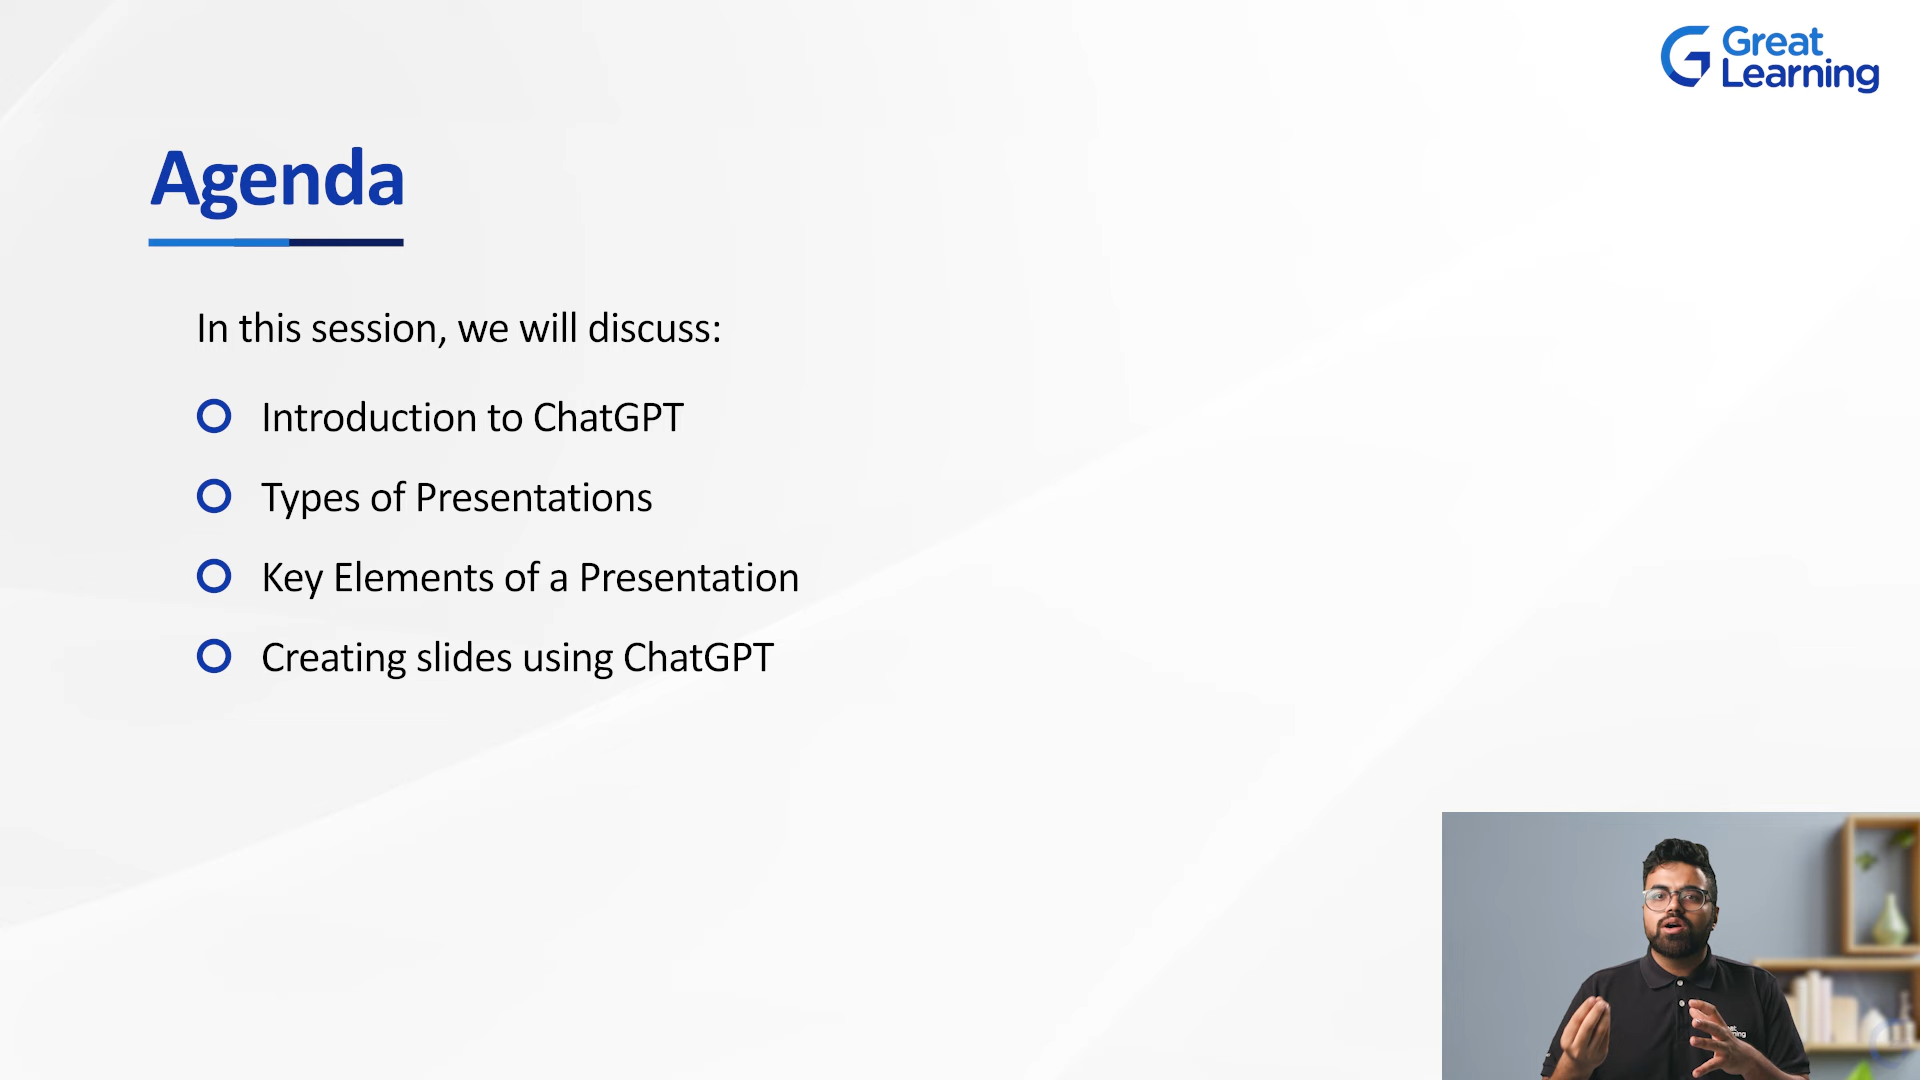 Great
Learning
Agenda
In this session, we will discuss:
Introduction to ChatGPT
Types of Presentations
Key Elements of a Presentation
Creating slides using ChatGPT